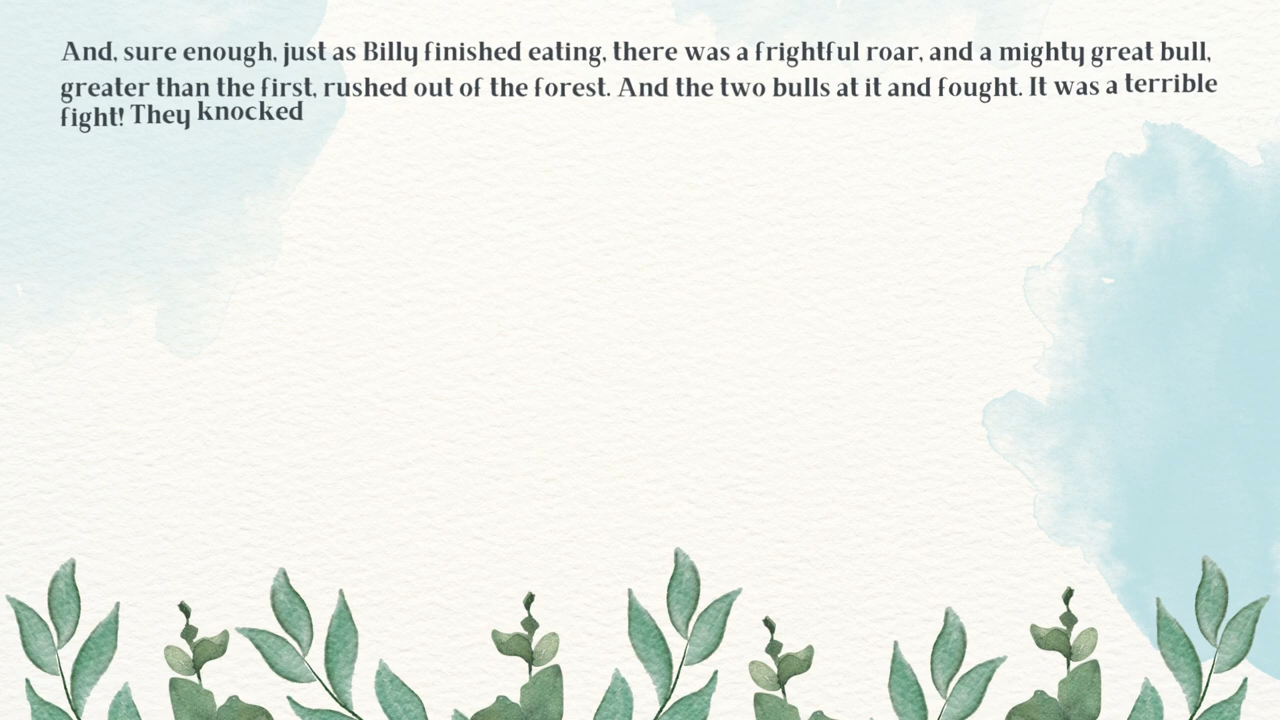 And, sure enough, just as Billy finished eating, there was a frightful roar, and a mighty great bull,
greater than the first, rushed out of the forest. And the two bulls at it and fought. It was a terrible
fight! They knocked